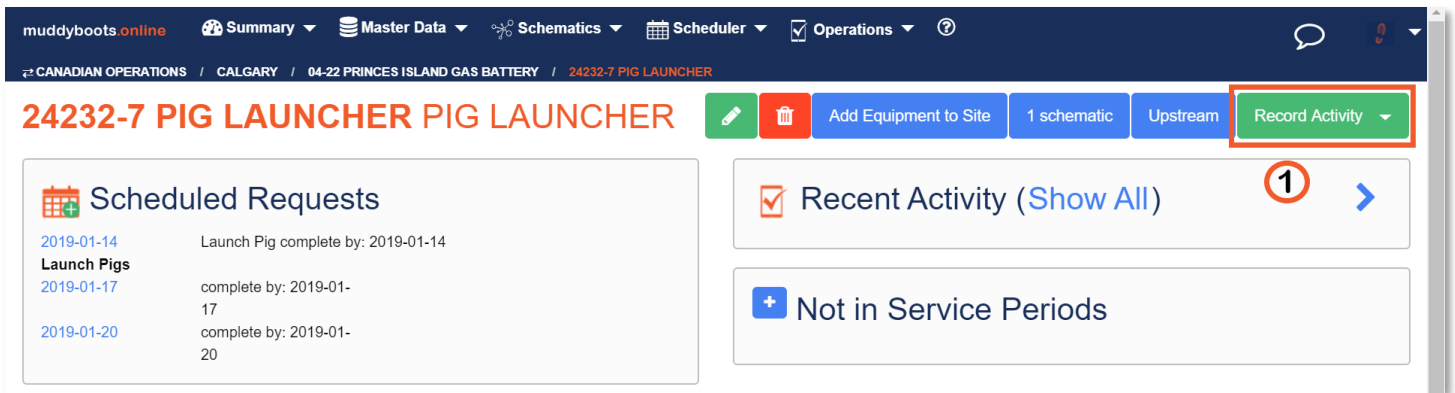 muddyboots.online Summary Master Data Schematics Scheduler Operations ?
CANADIAN OPERATIONS / CALGARY / 04-22 PRINCES ISLAND GAS BATTERY / 24232-7 PIG LAUNCHER
24232-7 PIG LAUNCHER PIG LAUNCHER Add Equipment to Site 1 schematic Upstream Record Activity
1
Scheduled Requests
2019-01-14 Launch Pig complete by: 2019-01-14
Launch Pigs
2019-01-17 complete by: 2019-01-
17
2019-01-20 complete by: 2019-01-
20
Recent Activity (Show All)
+ Not in Service Periods